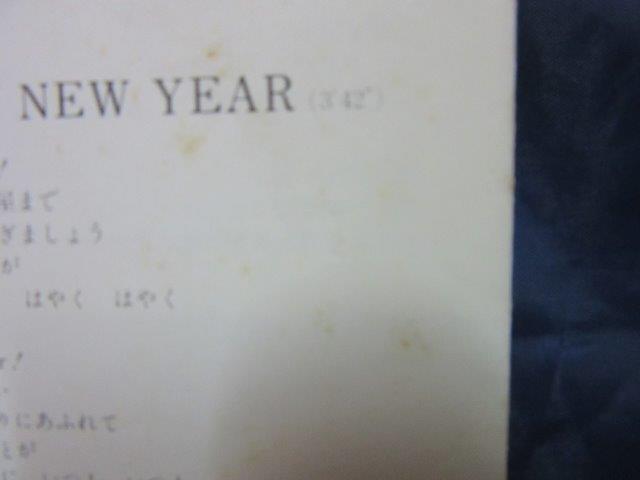 NEW YEAR (3'42")
!
屋まで
ぎましょう
が
はやく はやく
r!
にあふれて
とが